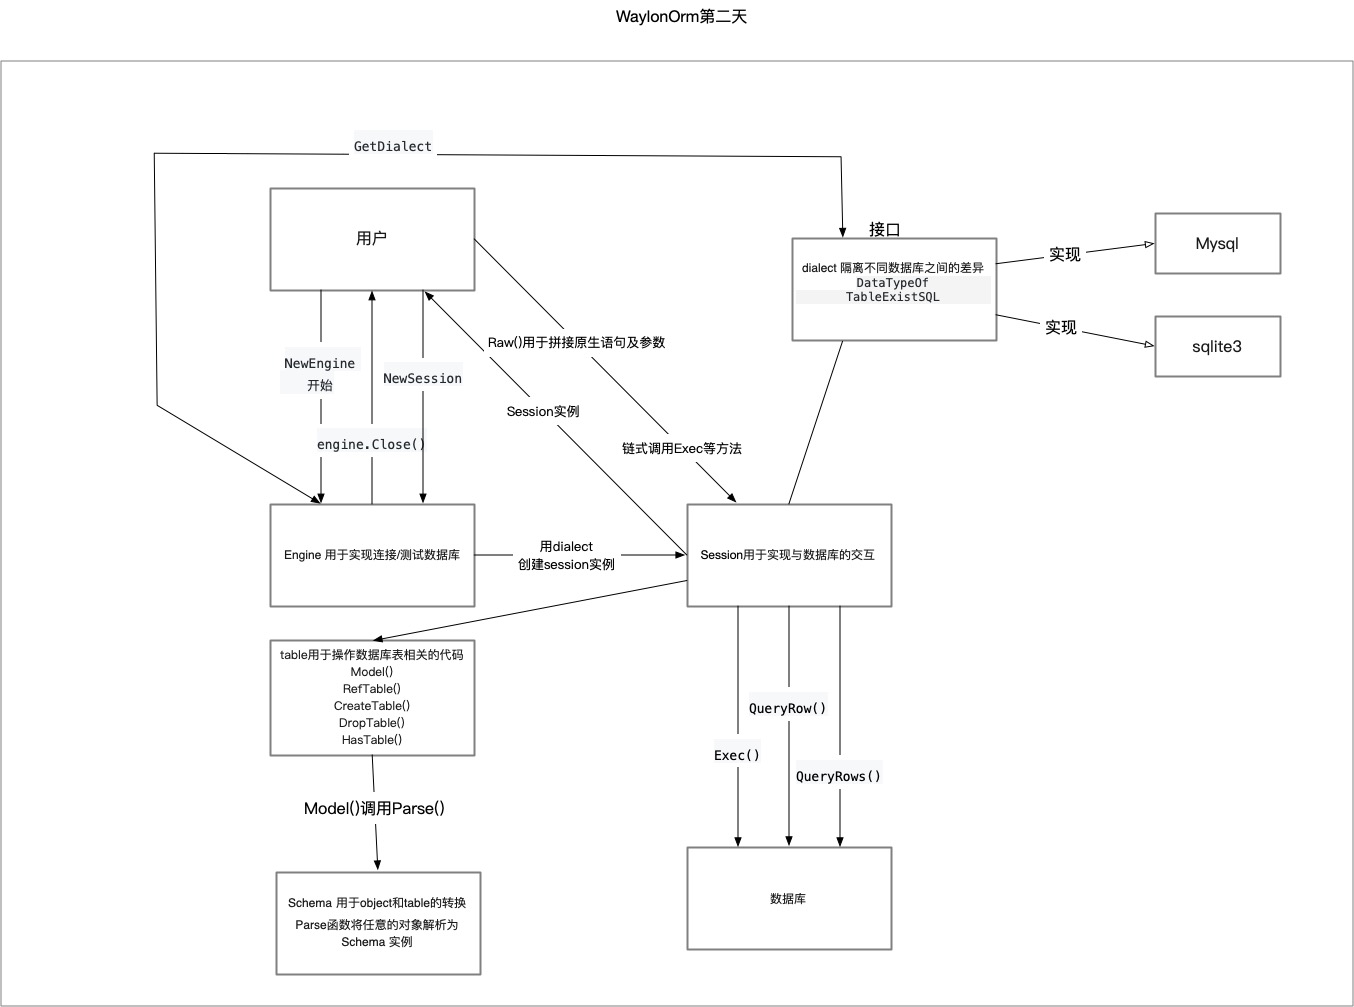 WaylonOrm第二天
GetDialect
用户
接口
dialect 隔离不同数据库之间的差异
DataTypeOf
TableExistSQL
实现
Mysql
实现
sqlite3
NewEngine
开始
NewSession
engine.Close()
Raw()用于拼接原生语句及参数
Session实例
链式调用Exec等方法
Engine 用于实现连接/测试数据库
用dialect
创建session实例
Session用于实现与数据库的交互
table用于操作数据库表相关的代码
Model()
RefTable()
CreateTable()
DropTable()
HasTable()
QueryRow()
Exec()
QueryRows()
Model()调用Parse()
Schema 用于object和table的转换
Parse函数将任意的对象解析为
Schema 实例
数据库